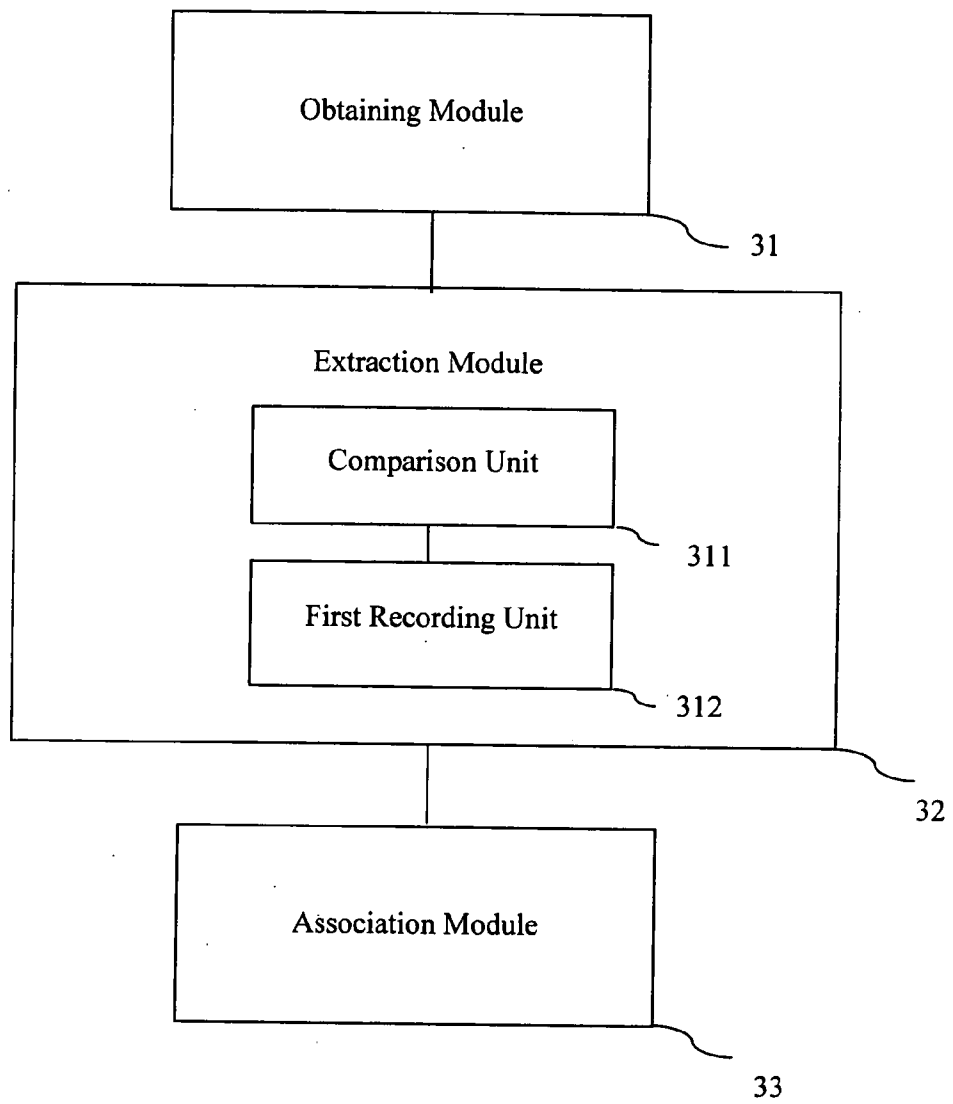 Obtaining Module
31
Extraction Module
Comparison Unit
311
First Recording Unit
312
32
Association Module
33